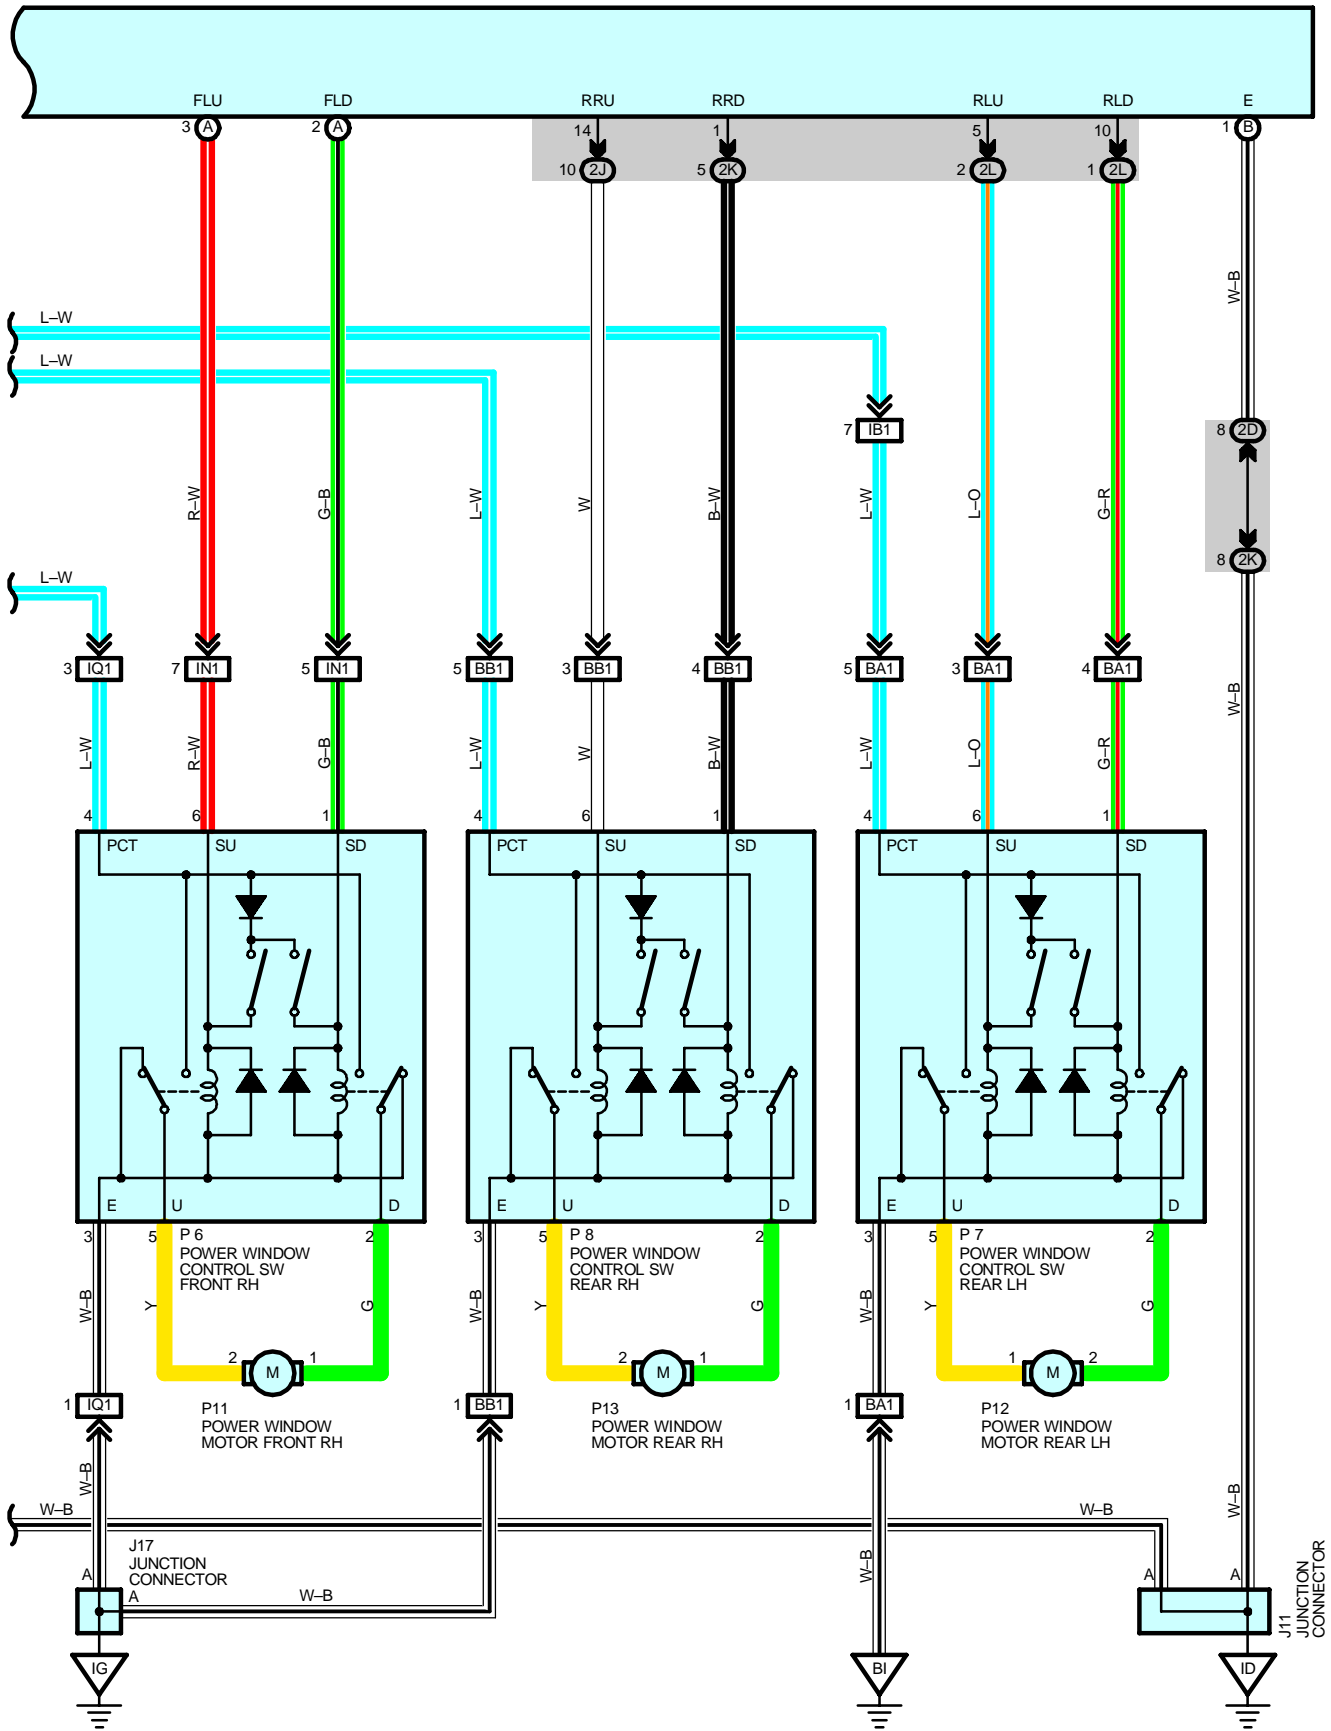 FLU FLD RRU RRD RLU RLD E
3 A 2 A 14 1 5 10 1 B
10 2J 5 2K 2 2L 1 2L
W–B
L–W
L–W
7 IB1 8 2D
R–W G–B L–W W B–W L–W L–O G–R
8 2K
L–W
3 IQ1 7 IN1 5 IN1 5 BB1 3 BB1 4 BB1 5 BA1 3 BA1 4 BA1
W–B
L–W R–W G–B L–W W B–W L–W L–O G–R
4 6 1 4 6 1 4 6 1
PCT SU SD PCT SU SD PCT SU SD
E U D E U D E U D
3 5 2 3 5 2 3 5 2
P 6
POWER WINDOW
CONTROL SW
FRONT RH
P 8
POWER WINDOW
CONTROL SW
REAR RH
P 7
POWER WINDOW
CONTROL SW
REAR LH
W–B Y G W–B Y G W–B Y G
2 M 1 2 M 1 1 M 2
1 IQ1 1 BB1 1 BA1
P11
POWER WINDOW
MOTOR FRONT RH
P13
POWER WINDOW
MOTOR REAR RH
P12
POWER WINDOW
MOTOR REAR LH
W–B
W–B W–B W–B
J17
JUNCTION
CONNECTOR
W–B
A A W–B A A
J11
JUNCTION
CONNECTOR
IG BI ID